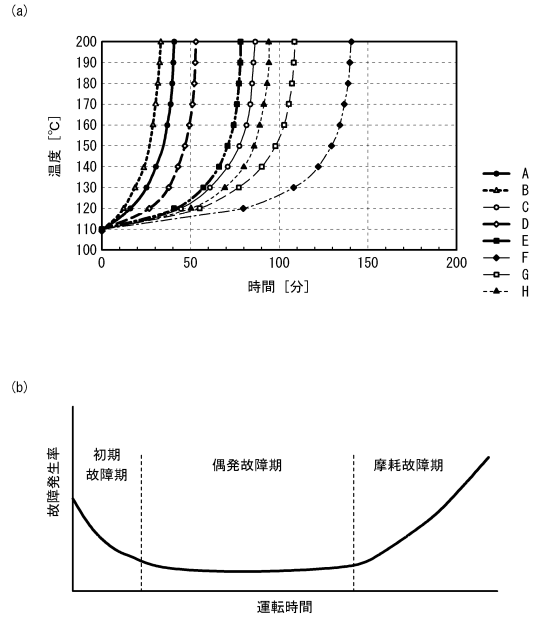 (a)
200
190
180
170
160
150
140
130
120
110
100
温度 [℃]
0
50
100
150
200
時間 [分]
A
B
C
D
E
F
G
H
(b)
故障発生率
初期
故障期
偶発故障期
摩耗故障期
運転時間